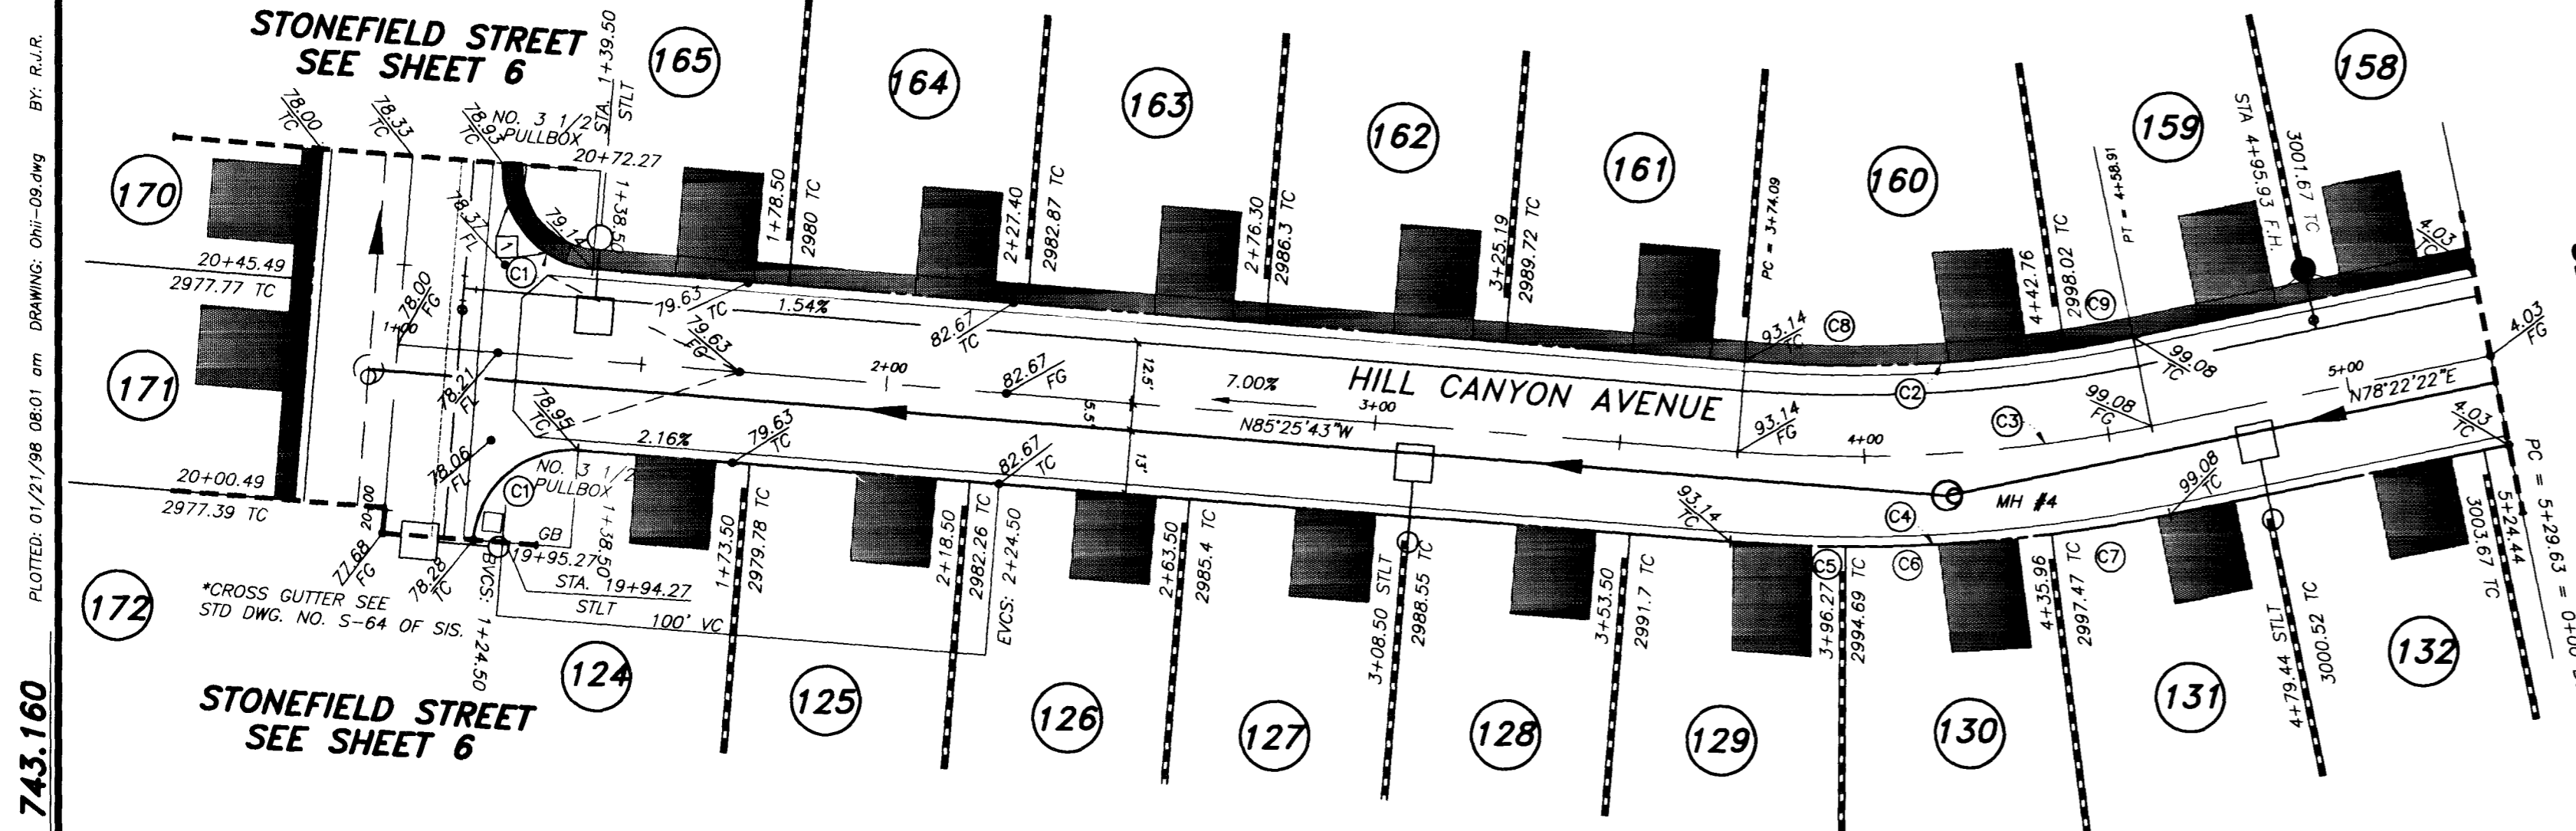 PLOTTED: 01/21/98 08:01 am DRAWING: Ohii-09.dwg BY: R.J.R.
743.160
STONEFIELD STREET
SEE SHEET 6
165
164
163
162
161
160
159
158
170
171
172
78.00
TC
78.33
TC
78.93
TC
NO. 3 1/2
PULLBOX
STA. 1+39.50
STLT
20+72.27
1+38.50
78.37
FL
79.14
1
C1
20+45.49
2977.77 TC
78.00
FG
1+00
78.21
FL
78.06
FL
78.95
TC
20+00.49
2977.39 TC
20+00
77.68
FG
78.28
TC
*CROSS GUTTER SEE
STD DWG. NO. S-64 OF SIS.
NO. 3 1/2
PULLBOX
C1
GB
19+95.27
1+38.50
STA. 19+94.27
STLT
BVCS: 1+24.50
100' VC
EVCS: 2+24.50
STONEFIELD STREET
SEE SHEET 6
1+78.50
2980 TC
2+27.40
2982.87 TC
2+76.30
2986.3 TC
3+25.19
2989.72 TC
PC = 3+74.09
4+42.76
2998.02 TC
PT = 4+58.91
STA 4+95.93 F.H.
3001.67 TC
4.03
TC
79.63
TC
1.54%
79.63
FG
82.67
TC
2+00
82.67
FG
12.5'
5.5'
13'
7.00%
HILL CANYON AVENUE
3+00
N85°25'43"W
93.14
TC
C8
C9
C2
93.14
FG
4+00
C3
99.08
FG
99.08
TC
5+00
N78°22'22"E
4.03
FG
4.03
TC
2.16%
79.63
TC
82.67
TC
93.14
TC
C4
MH #4
99.08
TC
C5
C6
C7
1+73.50
2979.78 TC
2+18.50
2982.26 TC
2+63.50
2985.4 TC
3+08.50 STLT
2988.55 TC
3+53.50
2991.7 TC
3+96.27
2994.69 TC
4+35.96
2997.47 TC
4+79.44 STLT
3000.52 TC
5+24.44
3003.67 TC
PC = 5+29.63 = 0+0
124
125
126
127
128
129
130
131
132